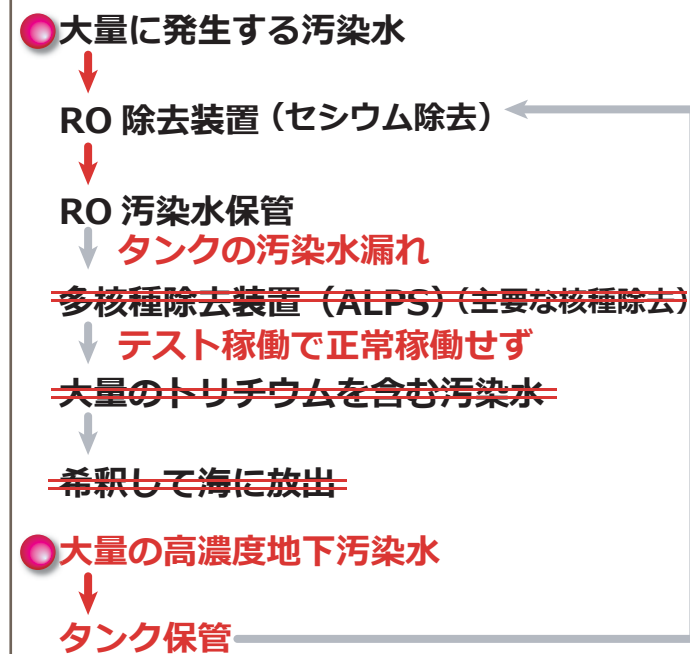 大量に発生する汚染水
RO 除去装置（セシウム除去）
RO 汚染水保管
タンクの汚染水漏れ
多核種除去装置（ALPS）（主要な核種除去）
テスト稼働で正常稼働せず
大量のトリチウムを含む汚染水
希釈して海に放出
大量の高濃度地下汚染水
タンク保管